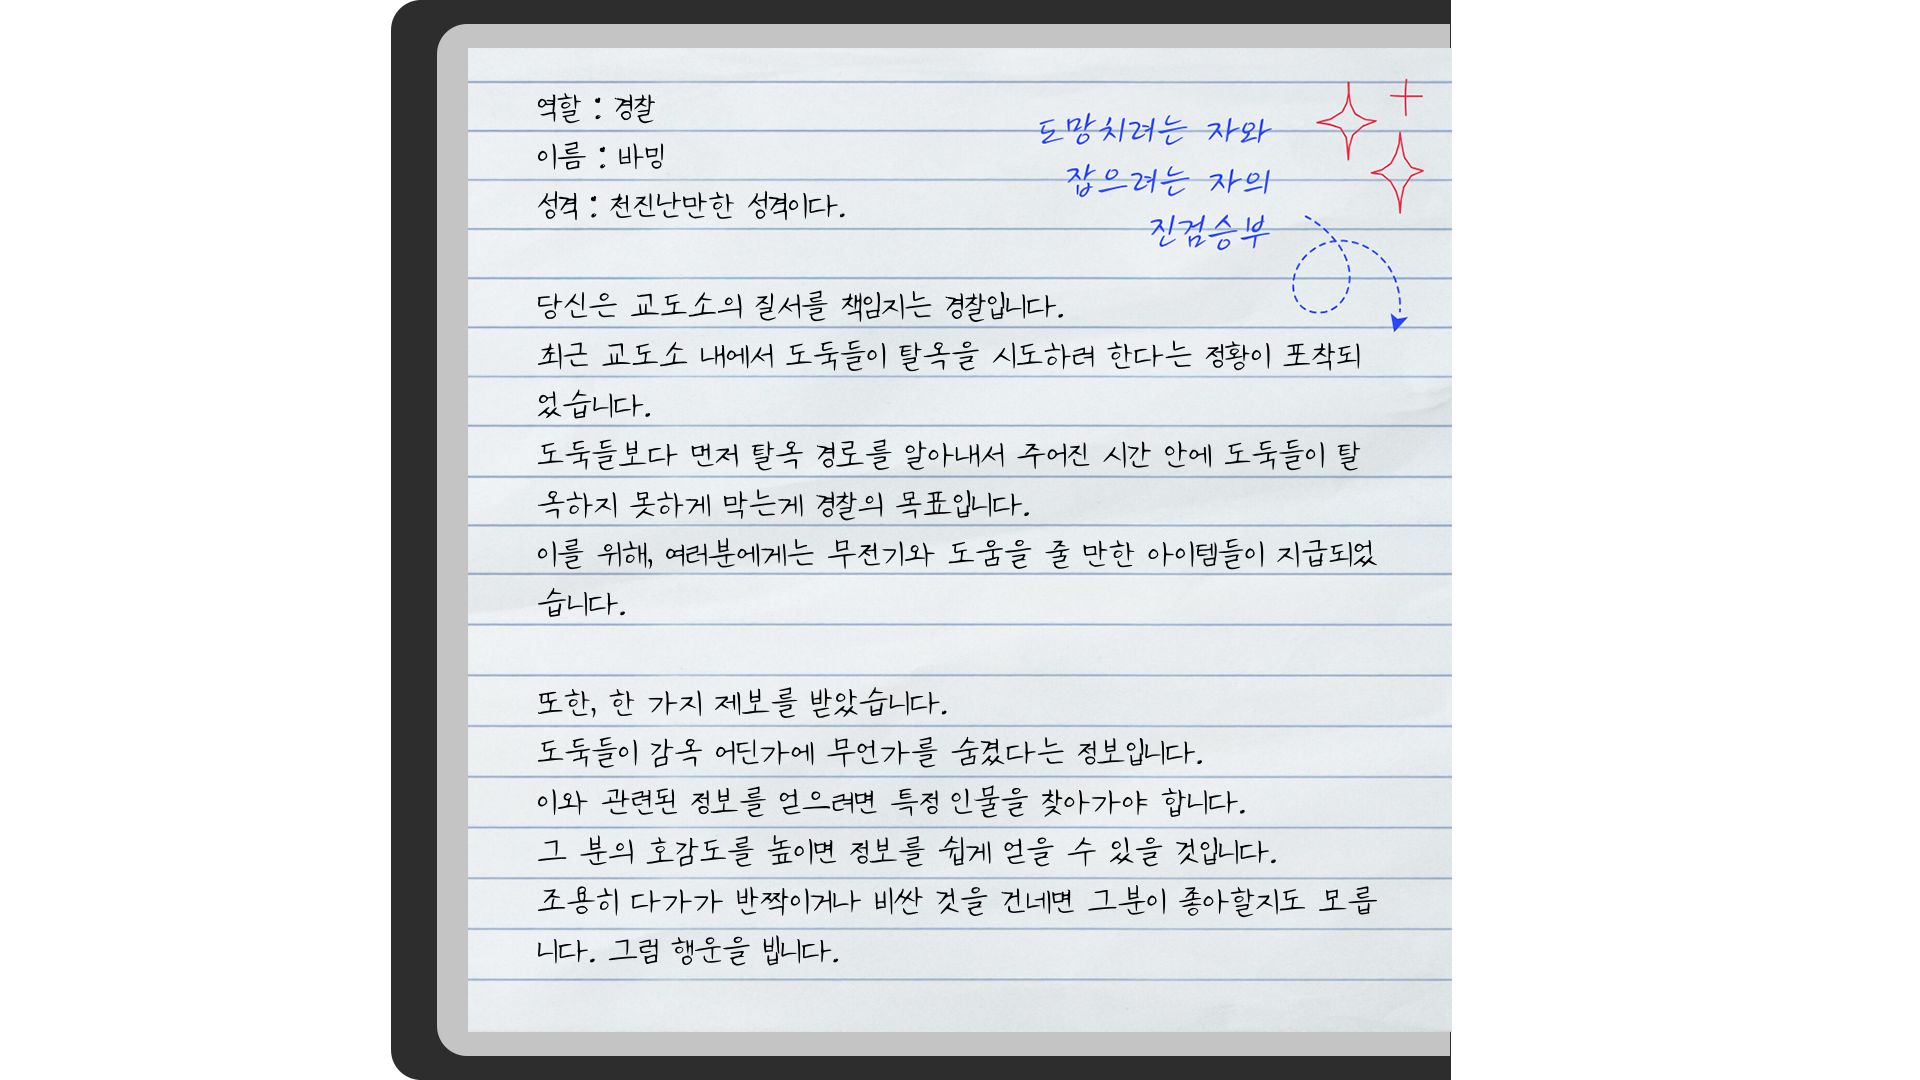 역할 : 경찰
이름 : 바밍
성격 : 천진난만한 성격이다.
도망치려는 자와
잡으려는 자의
진검승부
당신은 교도소의 질서를 책임지는 경찰입니다.
최근 교도소 내에서 도둑들이 탈옥을 시도하려 한다는 정황이 포착되
었습니다.
도둑들보다 먼저 탈옥 경로를 알아내서 주어진 시간 안에 도둑들이 탈
옥하지 못하게 막는게 경찰의 목표입니다.
이를 위해, 여러분에게는 무전기와 도움을 줄 만한 아이템들이 지급되었
습니다.
또한, 한 가지 제보를 받았습니다.
도둑들이 감옥 어딘가에 무언가를 숨겼다는 정보입니다.
이와 관련된 정보를 얻으려면 특정 인물을 찾아가야 합니다.
그 분의 호감도를 높이면 정보를 쉽게 얻을 수 있을 것입니다.
조용히 다가가 반짝이거나 비싼 것을 건네면 그분이 좋아할지도 모릅
니다. 그럼 행운을 빕니다.